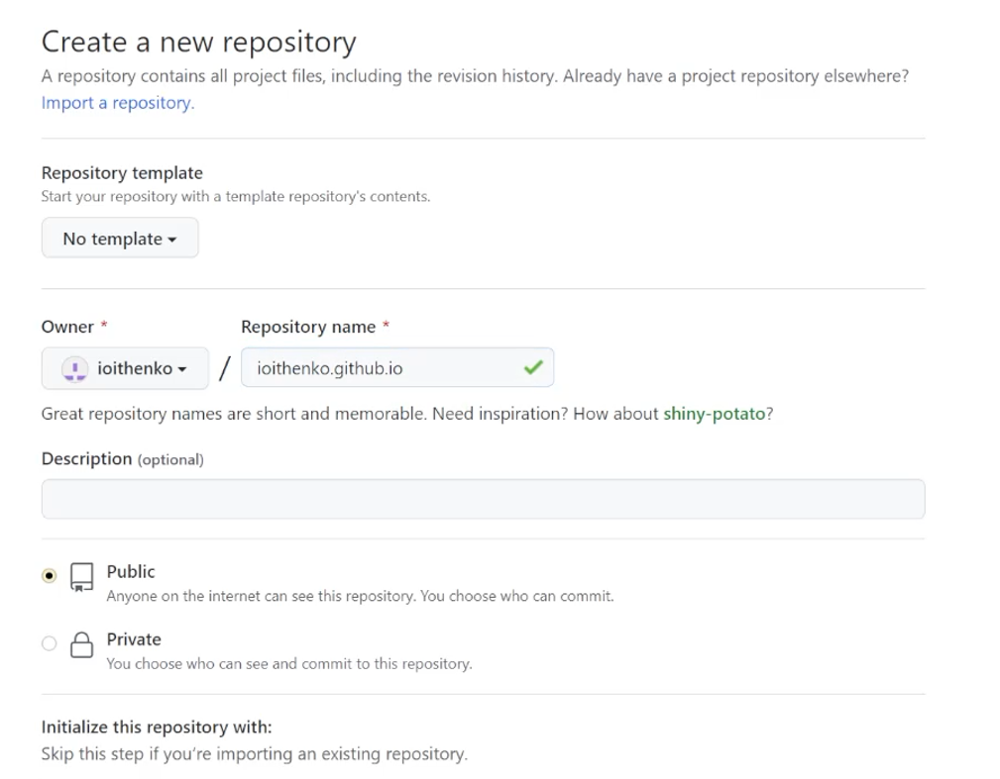 Create a new repository
A repository contains all project files, including the revision history. Already have a project repository elsewhere?
Import a repository.
Repository template
Start your repository with a template repository's contents.
No template
Owner * Repository name *
ioithenko / ioithenko.github.io
Great repository names are short and memorable. Need inspiration? How about shiny-potato?
Description (optional)
Public
Anyone on the internet can see this repository. You choose who can commit.
Private
You choose who can see and commit to this repository.
Initialize this repository with:
Skip this step if you’re importing an existing repository.